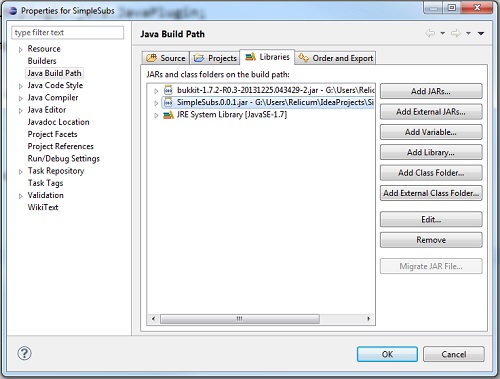 Properties for SimpleSubs
type filter text
Resource
Builders
Java Build Path
Java Code Style
Java Compiler
Java Editor
Javadoc Location
Project Facets
Project References
Run/Debug Settings
Task Repository
Task Tags
Validation
WikiText
Java Build Path
Source Projects Libraries Order and Export
JARs and class folders on the build path:
bukkit-1.7.2-R0.3-20131225.043429-2.jar - G:\Users\Relic
SimpleSubs.0.0.1.jar - G:\Users\Relicum\IdeaProjects\Si
JRE System Library [JavaSE-1.7]
Add JARs...
Add External JARs...
Add Variable...
Add Library...
Add Class Folder...
Add External Class Folder...
Edit...
Remove
Migrate JAR File...
OK
Cancel